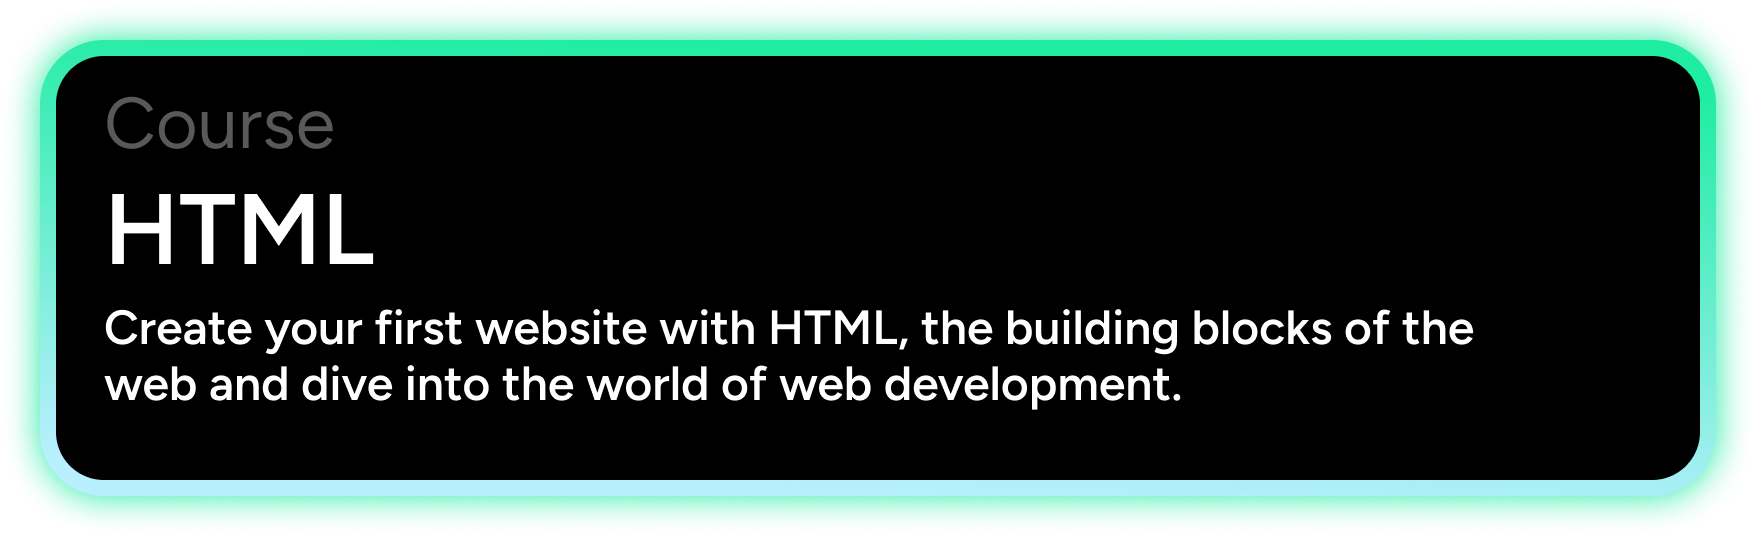 Course
HTML
Create your first website with HTML, the building blocks of the
web and dive into the world of web development.